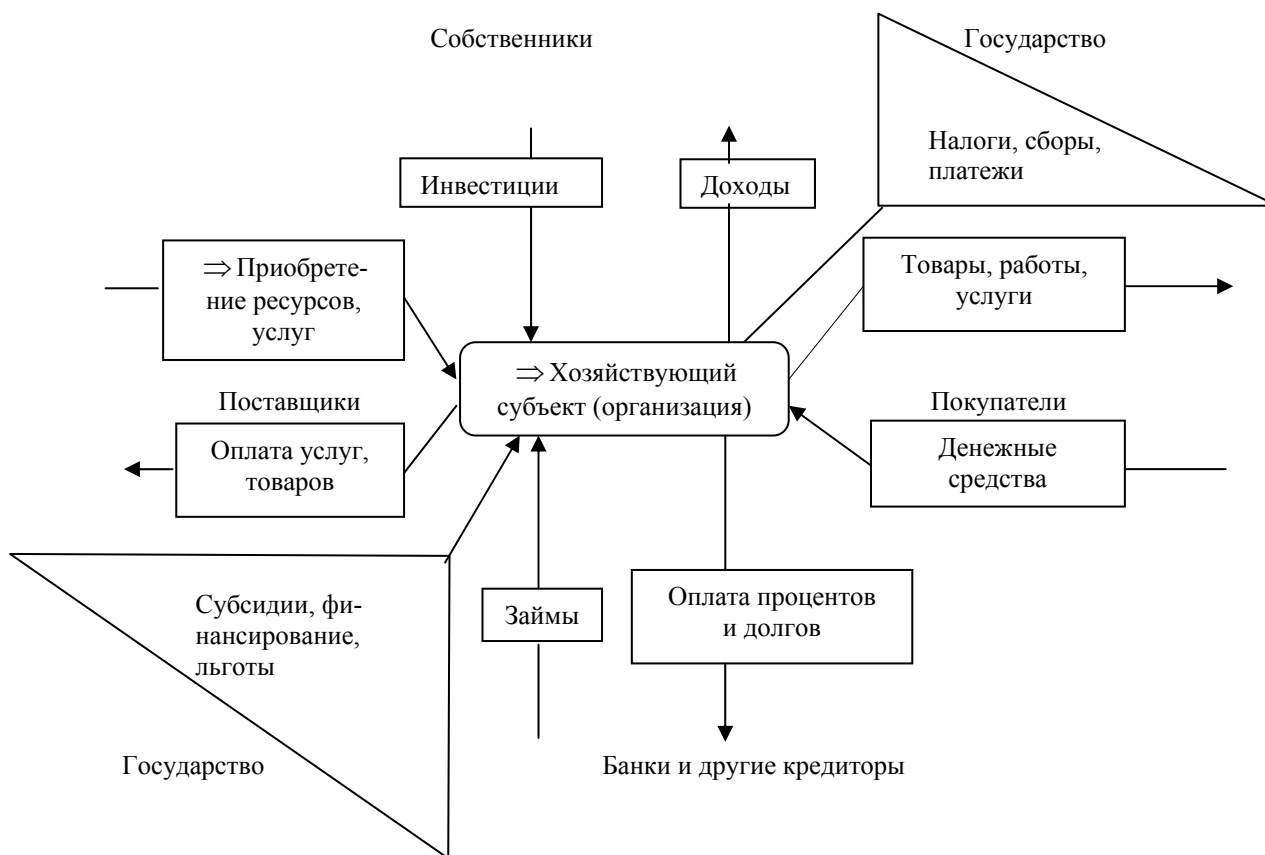 Собственники
Государство
Налоги, сборы,
платежи
Инвестиции
Доходы
⇒ Приобрете-
ние ресурсов,
услуг
Товары, работы,
услуги
⇒ Хозяйствующий
субъект (организация)
Поставщики
Покупатели
Оплата услуг,
товаров
Денежные
средства
Субсидии, фи-
нансирование,
льготы
Займы
Оплата процентов
и долгов
Государство
Банки и другие кредиторы